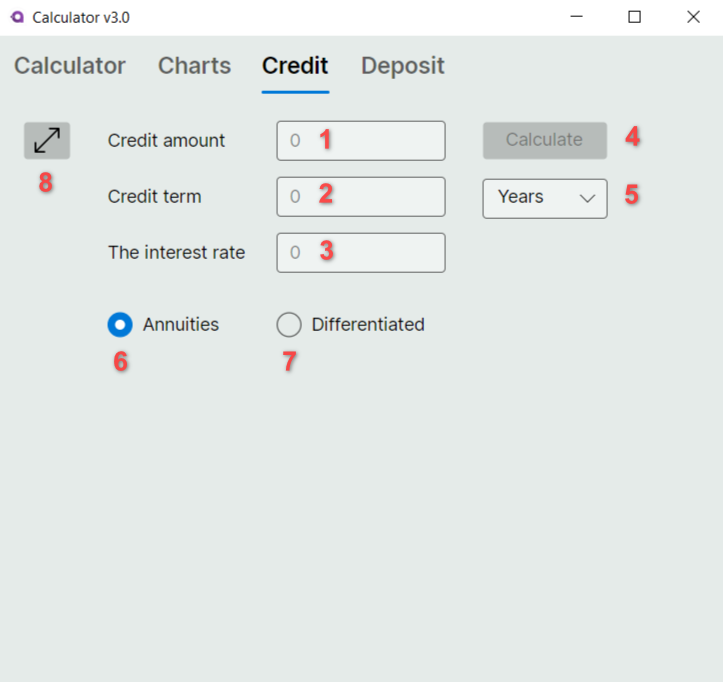 Calculator v3.0
Calculator Charts Credit Deposit
Credit amount 0 1 Calculate 4
8
Credit term 0 2 Years 5
The interest rate 0 3
Annuities Differentiated
6 7